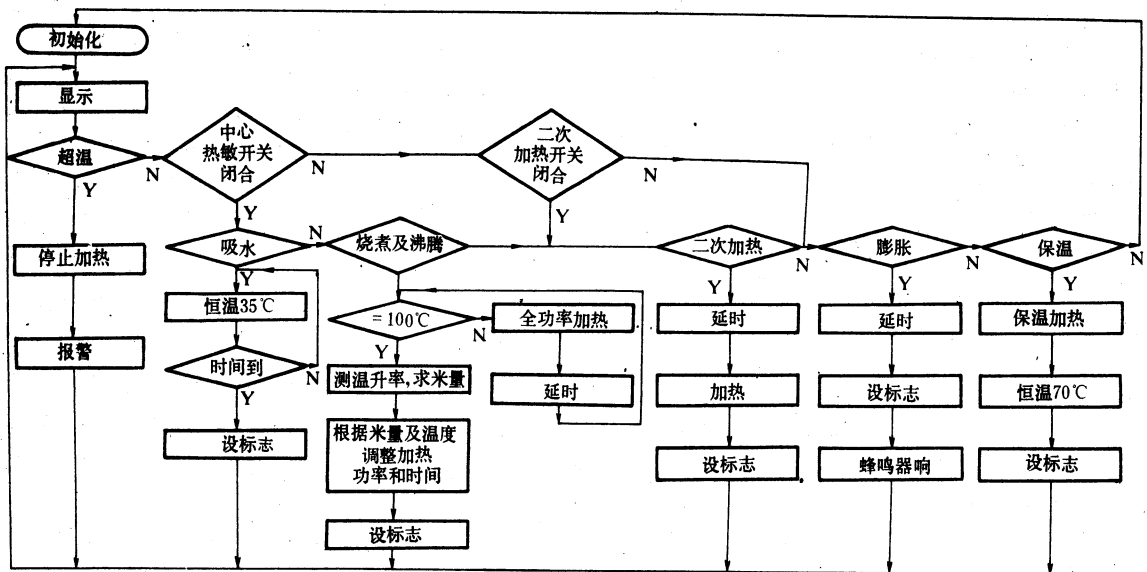 初始化
显示
超温
N
Y
停止加热
报警
中心
热敏开关
闭合
N
Y
吸水
N
Y
恒温35℃
时间到
N
Y
设标志
烧煮及沸腾
=100℃
N
Y
全功率加热
延时
测温升率,求米量
根据米量及温度
调整加热
功率和时间
设标志
二次
加热开关
闭合
N
Y
二次加热
N
Y
延时
加热
设标志
膨胀
N
Y
延时
设标志
蜂鸣器响
保温
N
Y
保温加热
恒温70℃
设标志